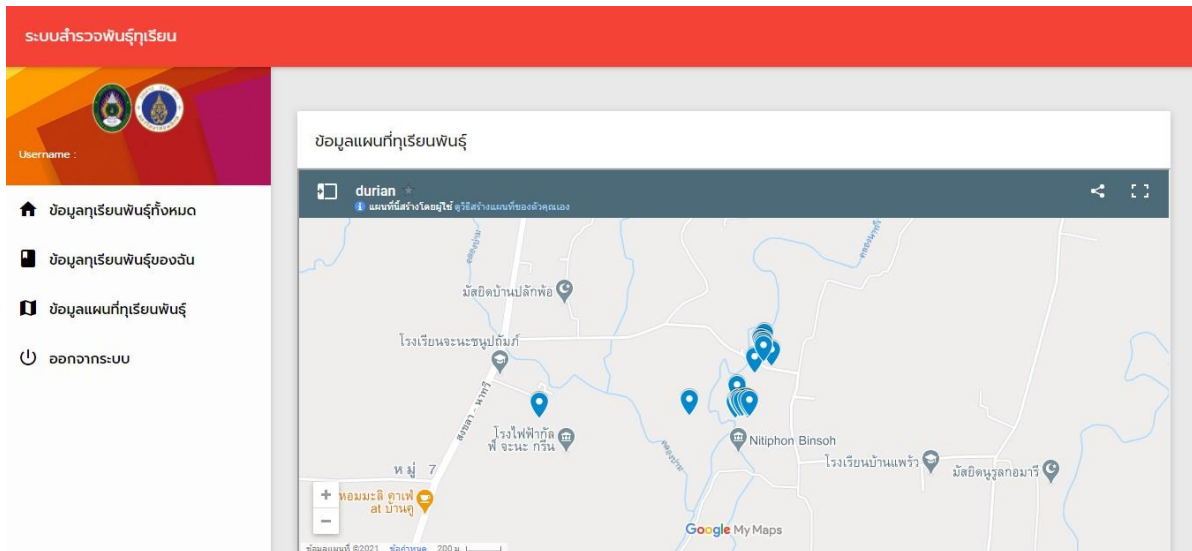 ระบบสำรวจพันธุ์ทุเรียน
Username :
ข้อมูลทุเรียนพันธุ์ทั้งหมด
ข้อมูลทุเรียนพันธุ์ของฉัน
ข้อมูลแผนที่ทุเรียนพันธุ์
ออกจากระบบ
ข้อมูลแผนที่ทุเรียนพันธุ์
durian
แผนที่นี้สร้างโดยผู้ใช้ ดูวิธีสร้างแผนที่ของตัวคุณเอง
มัสยิดบ้านปลักพ้อ
โรงเรียนจะนะชนูปถัมภ์
สงขลา - นาทวี
โรงไฟฟ้ากัล
ฟ์ จะนะ กรีน
Nitiphon Binsoh
โรงเรียนบ้านแพร้ว
มัสยิดนูรุลกอมารี
หมู่ 7
หอมมะลิ คาเฟ่
at บ้านคู
+
−
Google My Maps
ข้อมูลแผนที่ ©2021 ข้อกำหนด 200 ม.